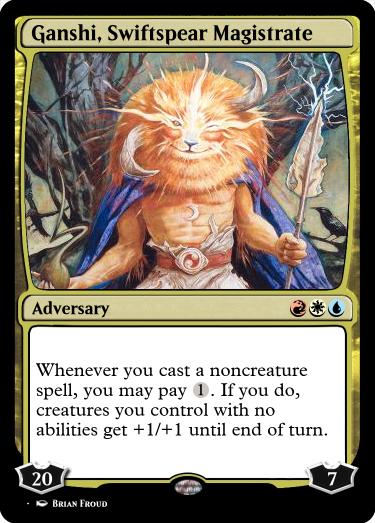 Ganshi, Swiftspear Magistrate
Adversary
Whenever you cast a noncreature
spell, you may pay 1. If you do,
creatures you control with no
abilities get +1/+1 until end of turn.
20
7
Brian Froud